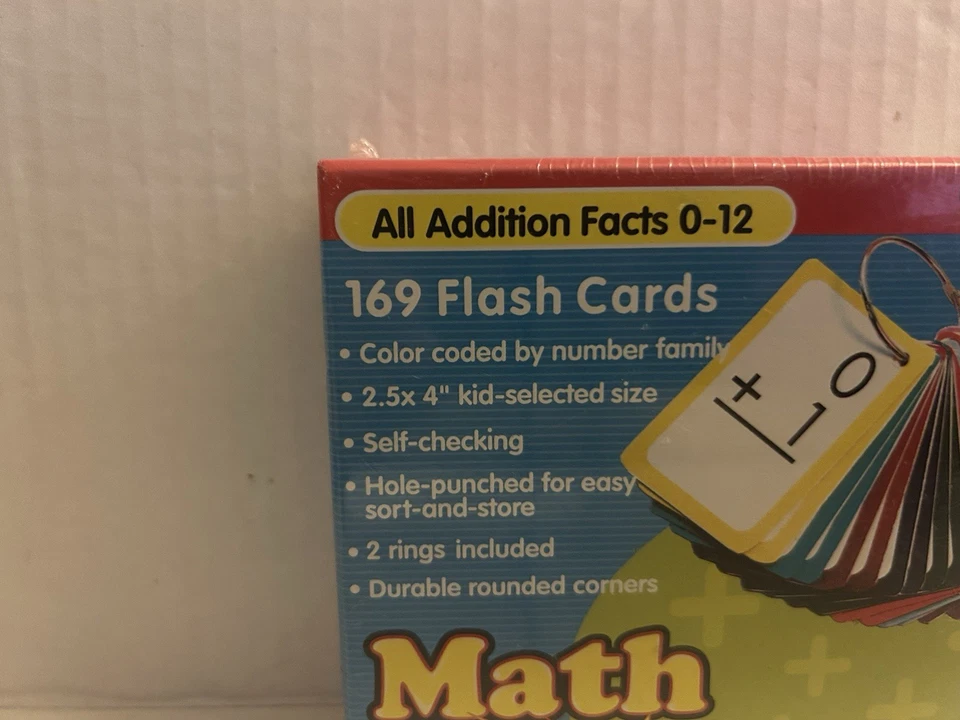 All Addition Facts 0-12
169 Flash Cards
• Color coded by number family
• 2.5x 4" kid-selected size
• Self-checking
• Hole-punched for easy
sort-and-store
• 2 rings included
• Durable rounded corners
0
+ 1
Math